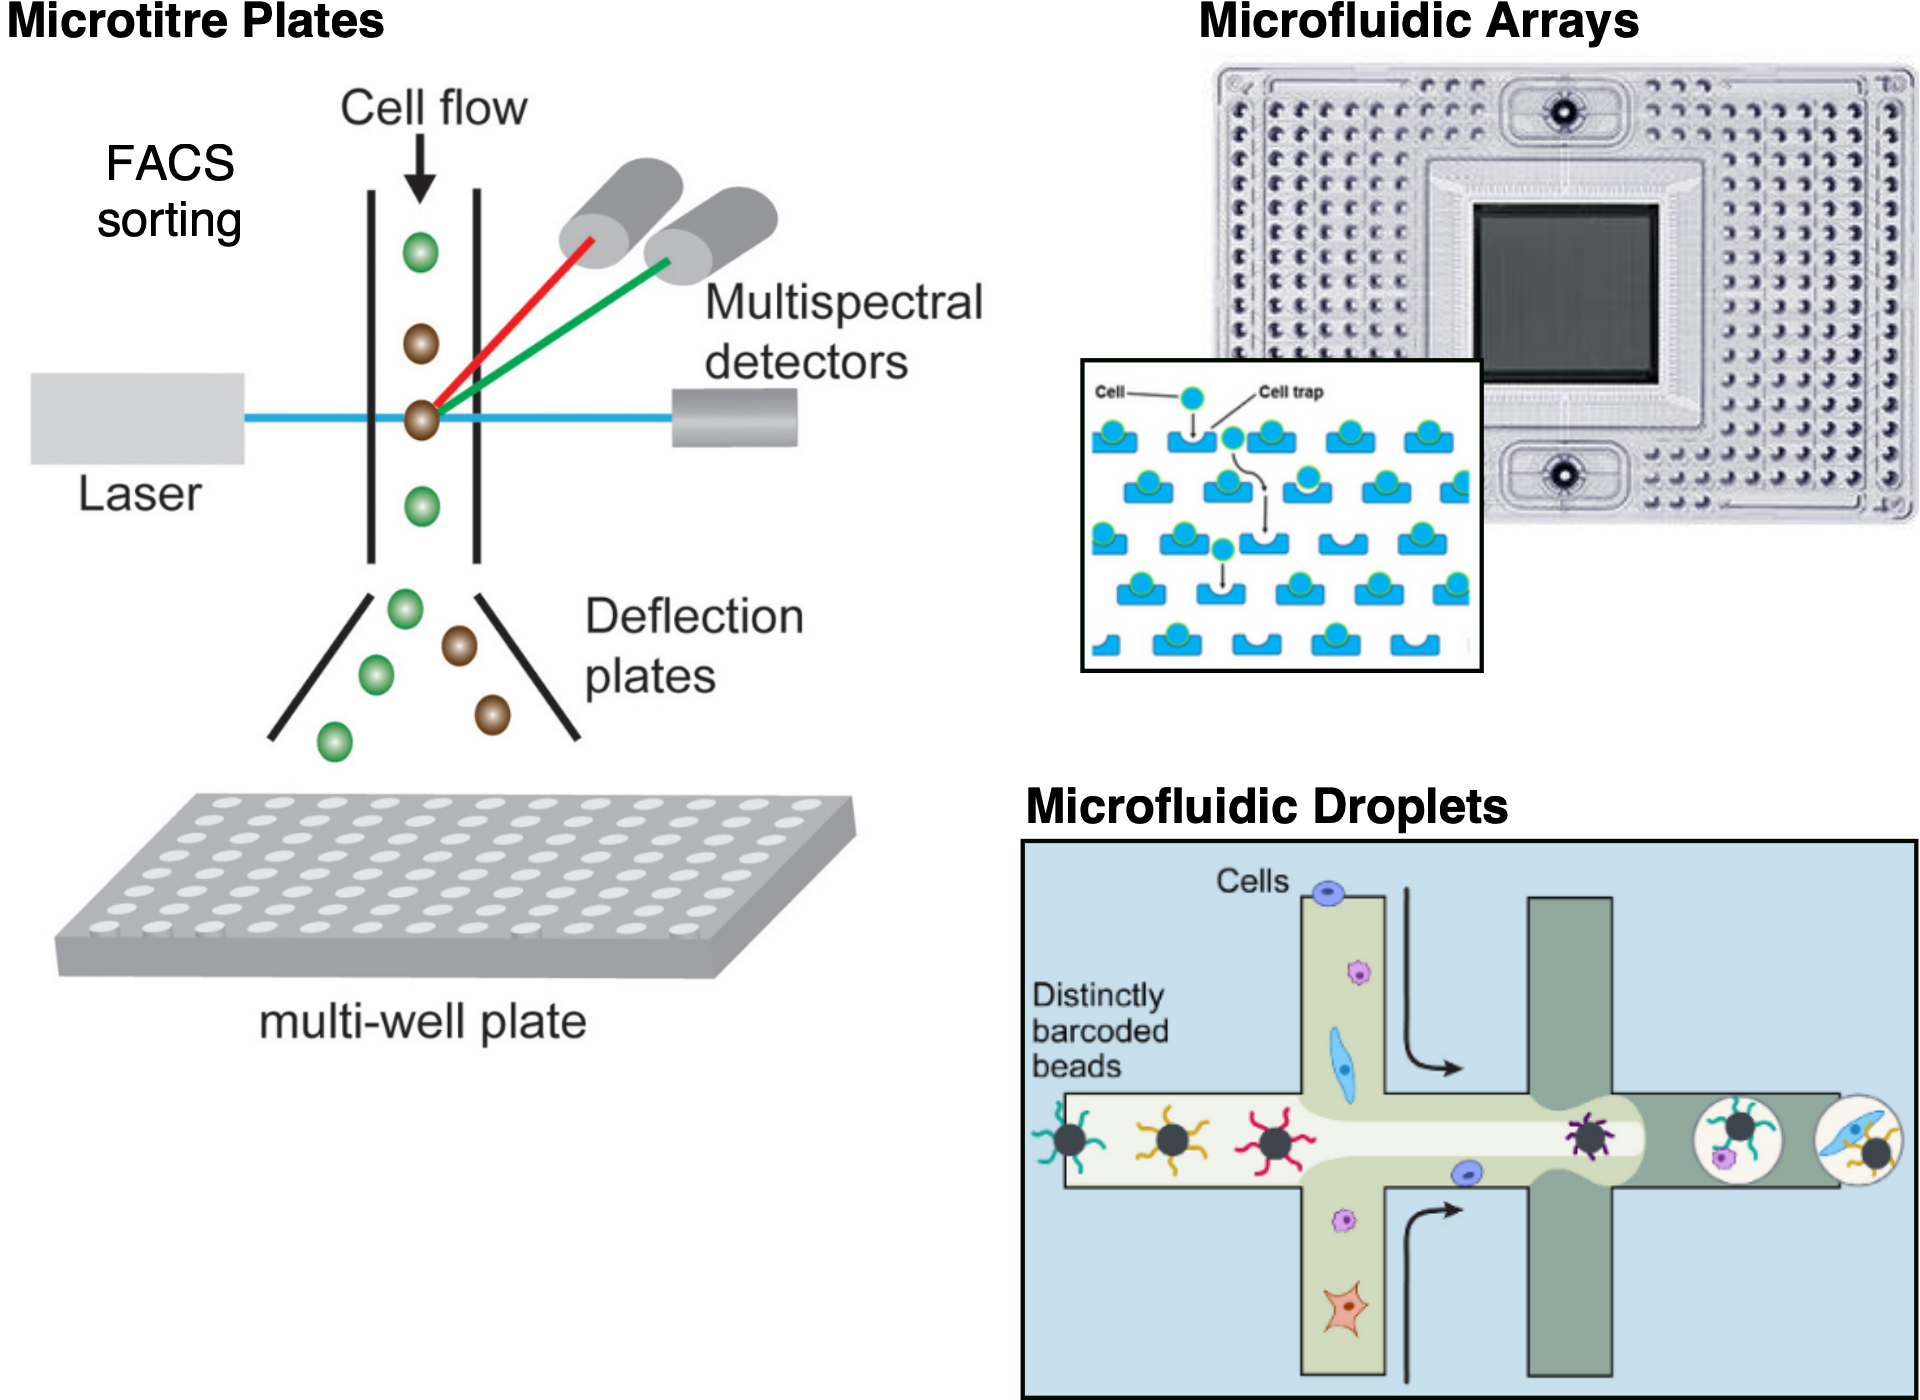 Microtitre Plates
Cell flow
FACS
sorting
Multispectral
detectors
Laser
Deflection
plates
multi-well plate
Microfluidic Arrays
Cell
Cell trap
Microfluidic Droplets
Cells
Distinctly
barcoded
beads